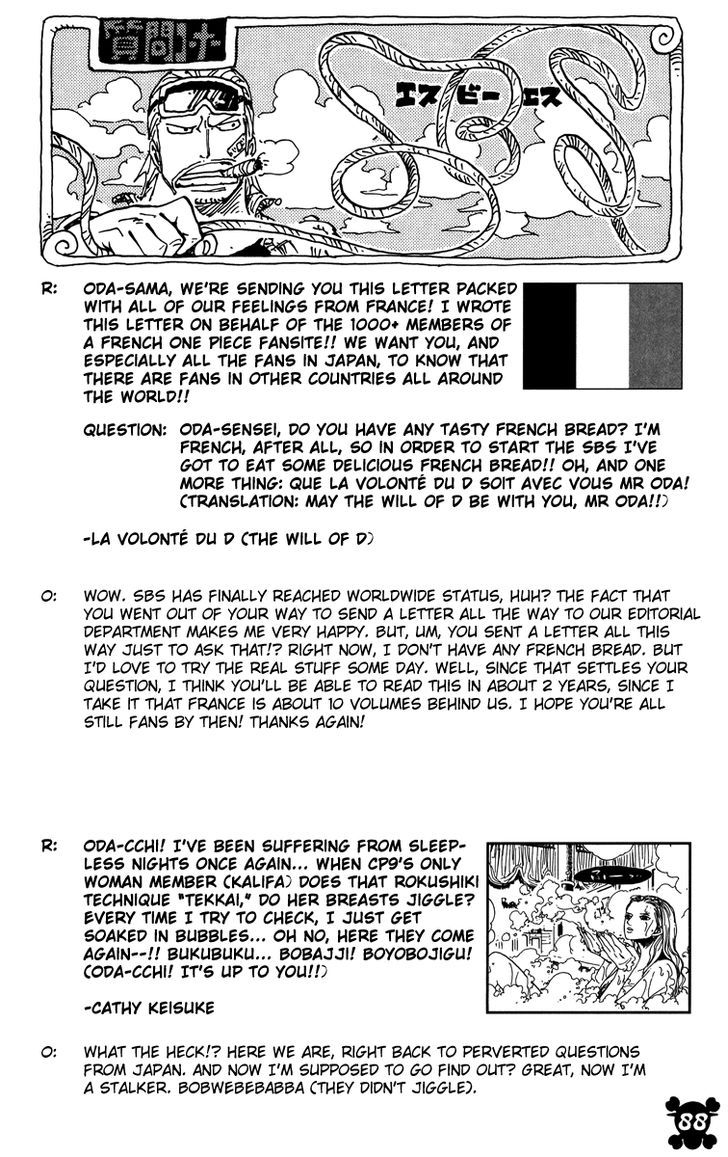 質問コーナー
エスビーエス
R: ODA-SAMA, WE'RE SENDING YOU THIS LETTER PACKED
WITH ALL OF OUR FEELINGS FROM FRANCE! I WROTE
THIS LETTER ON BEHALF OF THE 1000+ MEMBERS OF
A FRENCH ONE PIECE FANSITE!! WE WANT YOU, AND
ESPECIALLY ALL THE FANS IN JAPAN, TO KNOW THAT
THERE ARE FANS IN OTHER COUNTRIES ALL AROUND
THE WORLD!!
QUESTION: ODA-SENSEI, DO YOU HAVE ANY TASTY FRENCH BREAD? I'M
FRENCH, AFTER ALL, SO IN ORDER TO START THE SBS I'VE
GOT TO EAT SOME DELICIOUS FRENCH BREAD!! OH, AND ONE
MORE THING: QUE LA VOLONTÉ DU D SOIT AVEC VOUS MR ODA!
(TRANSLATION: MAY THE WILL OF D BE WITH YOU, MR ODA!!)
-LA VOLONTÉ DU D (THE WILL OF D)
O: WOW. SBS HAS FINALLY REACHED WORLDWIDE STATUS, HUH? THE FACT THAT
YOU WENT OUT OF YOUR WAY TO SEND A LETTER ALL THE WAY TO OUR EDITORIAL
DEPARTMENT MAKES ME VERY HAPPY. BUT, UM, YOU SENT A LETTER ALL THIS
WAY JUST TO ASK THAT!? RIGHT NOW, I DON'T HAVE ANY FRENCH BREAD. BUT
I'D LOVE TO TRY THE REAL STUFF SOME DAY. WELL, SINCE THAT SETTLES YOUR
QUESTION, I THINK YOU'LL BE ABLE TO READ THIS IN ABOUT 2 YEARS, SINCE I
TAKE IT THAT FRANCE IS ABOUT 10 VOLUMES BEHIND US. I HOPE YOU'RE ALL
STILL FANS BY THEN! THANKS AGAIN!
R: ODA-CCHI! I'VE BEEN SUFFERING FROM SLEEP-
LESS NIGHTS ONCE AGAIN... WHEN CP9'S ONLY
WOMAN MEMBER (KALIFA) DOES THAT ROKUSHIKI
TECHNIQUE "TEKKAI," DO HER BREASTS JIGGLE?
EVERY TIME I TRY TO CHECK, I JUST GET
SOAKED IN BUBBLES... OH NO, HERE THEY COME
AGAIN--!! BUKUBUKU... BOBAJJI! BOYOBOJIGU!
(ODA-CCHI! IT'S UP TO YOU!!)
-CATHY KEISUKE
O: WHAT THE HECK!? HERE WE ARE, RIGHT BACK TO PERVERTED QUESTIONS
FROM JAPAN. AND NOW I'M SUPPOSED TO GO FIND OUT? GREAT, NOW I'M
A STALKER. BOBWEBEBABBA (THEY DIDN'T JIGGLE).
88